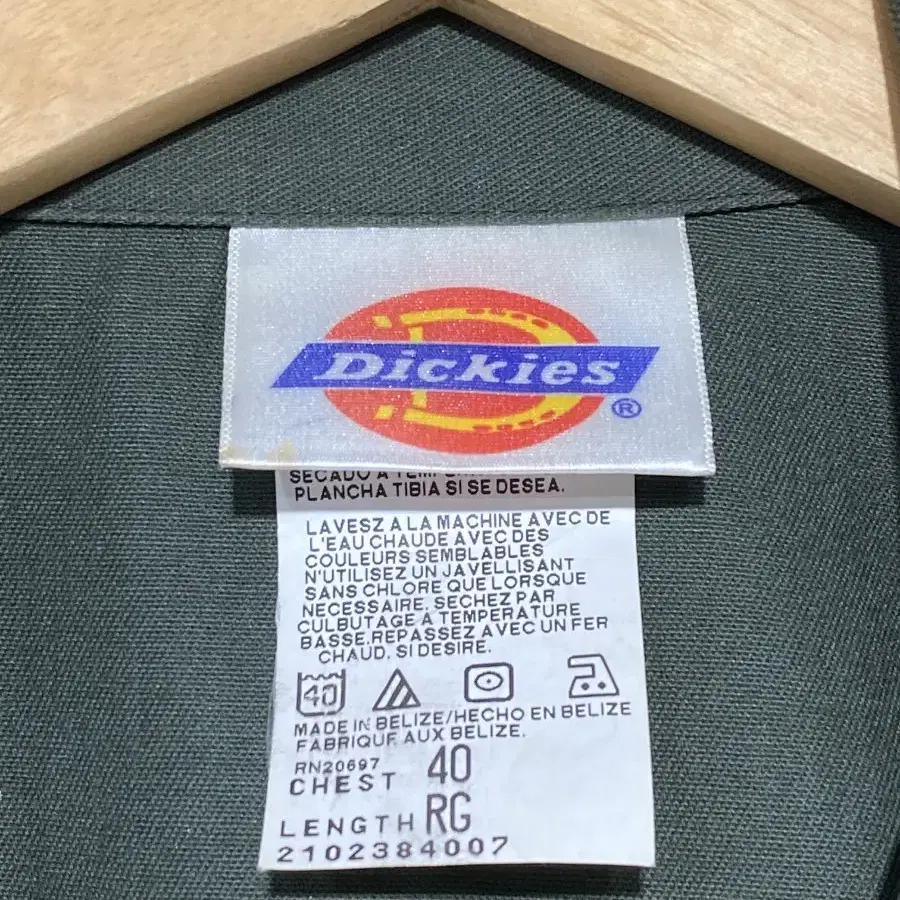 Dickies
®
SECADO A
PLANCHA TIBIA SI SE DESEA.
LAVESZ A LA MACHINE AVEC DE
L'EAU CHAUDE AVEC DES
COULEURS SEMBLABLES
N'UTILISEZ UN JAVELLISANT
SANS CHLORE QUE LORSQUE
NECESSAIRE. SECHEZ PAR
CULBUTAGE A TEMPERATURE
BASSE.REPASSEZ AVEC UN FER
CHAUD. SI DESIRE.
40
MADE IN BELIZE/HECHO EN BELIZE
FABRIQUE AUX BELIZE.
RN20697
CHEST 40
LENGTH RG
2102384007